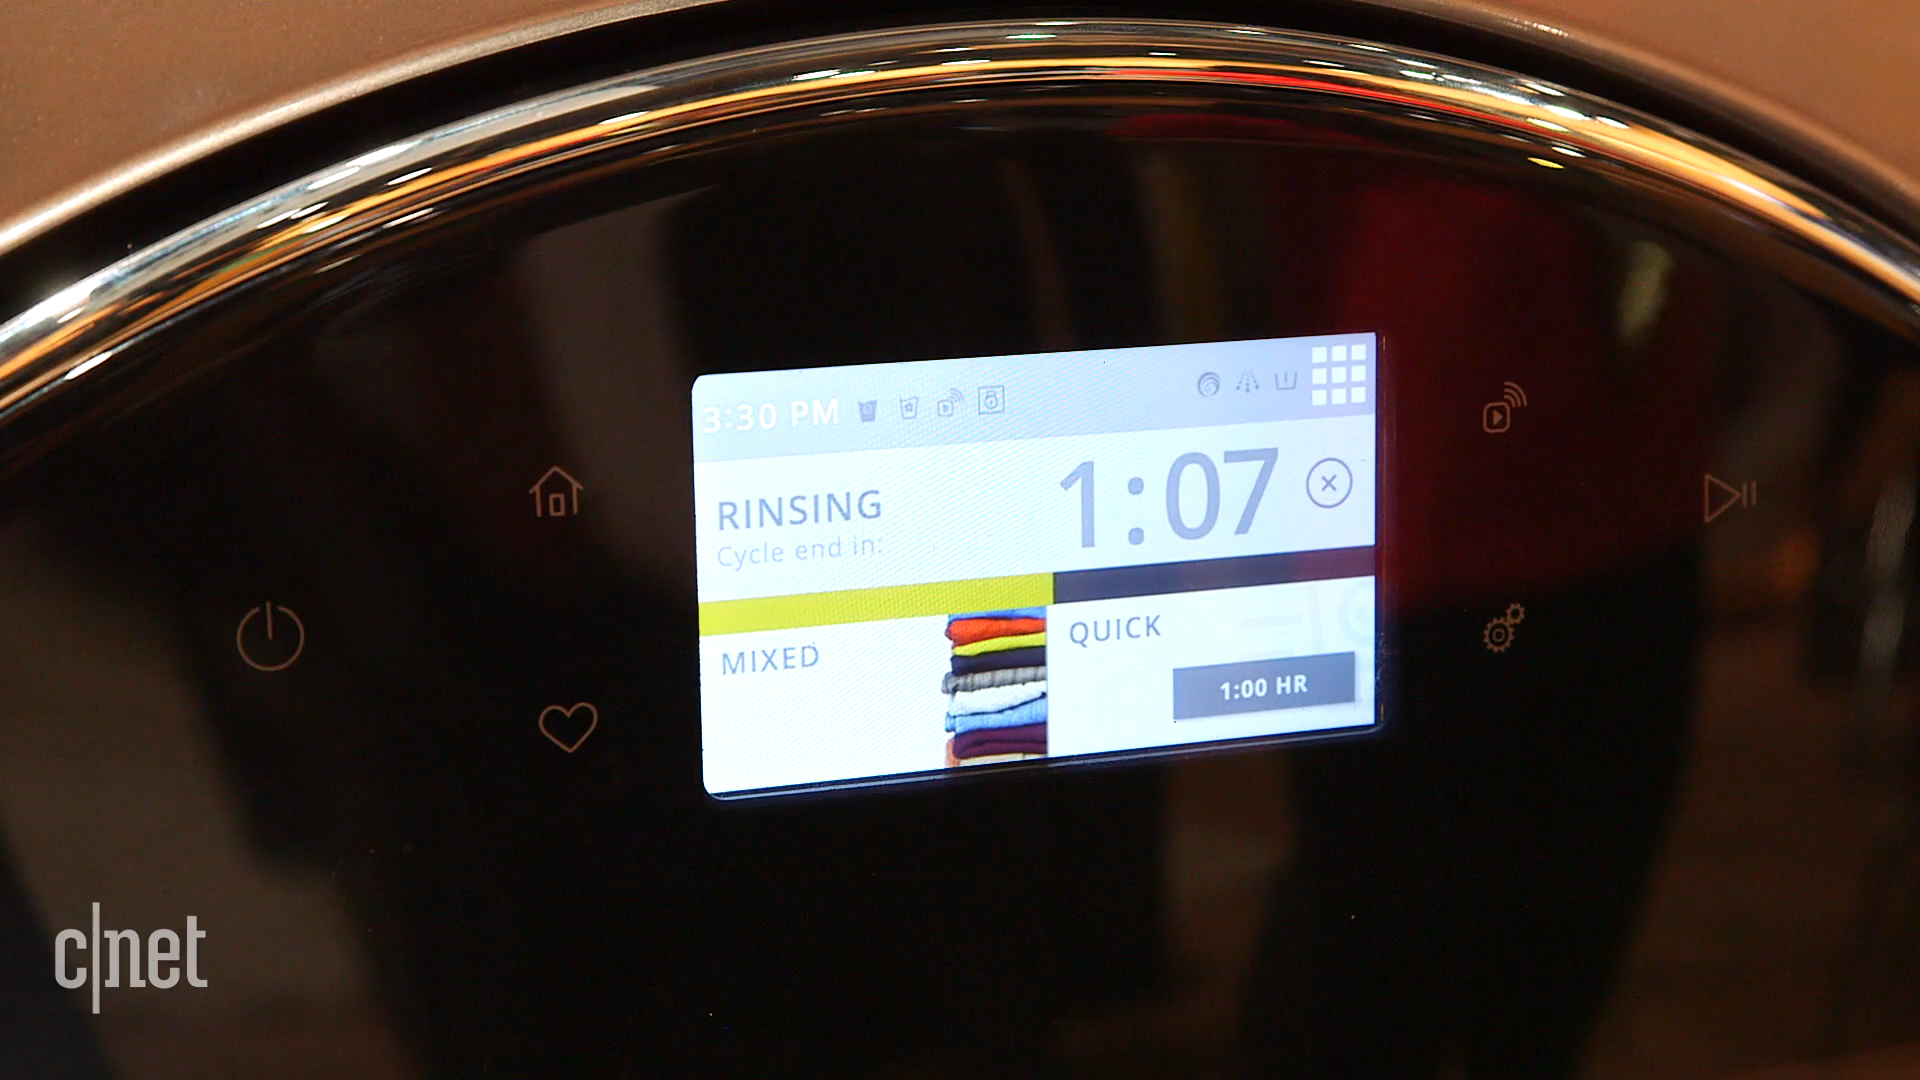 3:30 PM
RINSING
1:07
Cycle end in:
MIXED
QUICK
1:00 HR
c|net